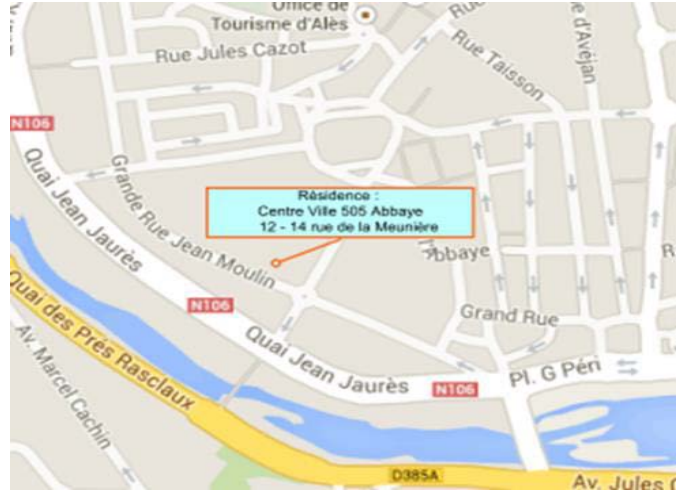 Office de
Tourisme d'Alès
Rue Jules Cazot
Rue
Rue Taisson
d'Avéjan
N106
Quai Jean Jaurès
Grande Rue Jean Moulin
Résidence :
Centre Ville 505 Abbaye
12 - 14 rue de la Meunière
l'Abbaye
R
N106
Grand Rue
Quai des Prés Rasclaux
Quai Jean Jaurès
N106
Pl. G Péri
Av. Marcel Cachin
D385A
Av. Jules